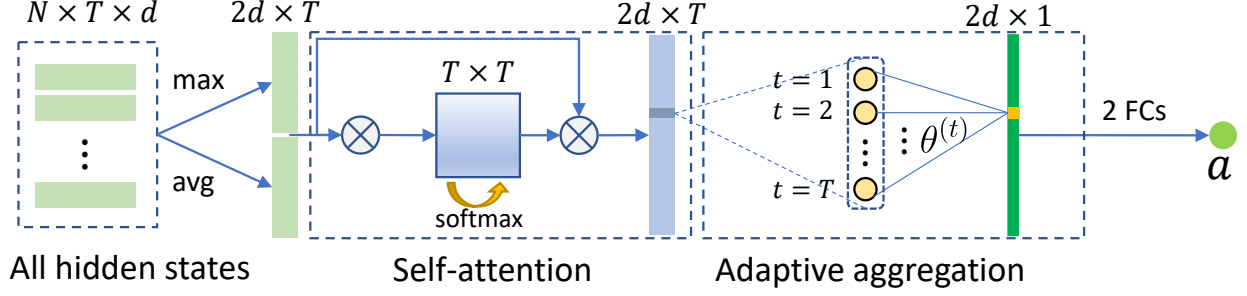 N × T × d
2d × T
2d × T
2d × 1
max
avg
T × T
softmax
t = 1
t = 2
t = T
θ^(t)
2 FCs
a
All hidden states
Self-attention
Adaptive aggregation